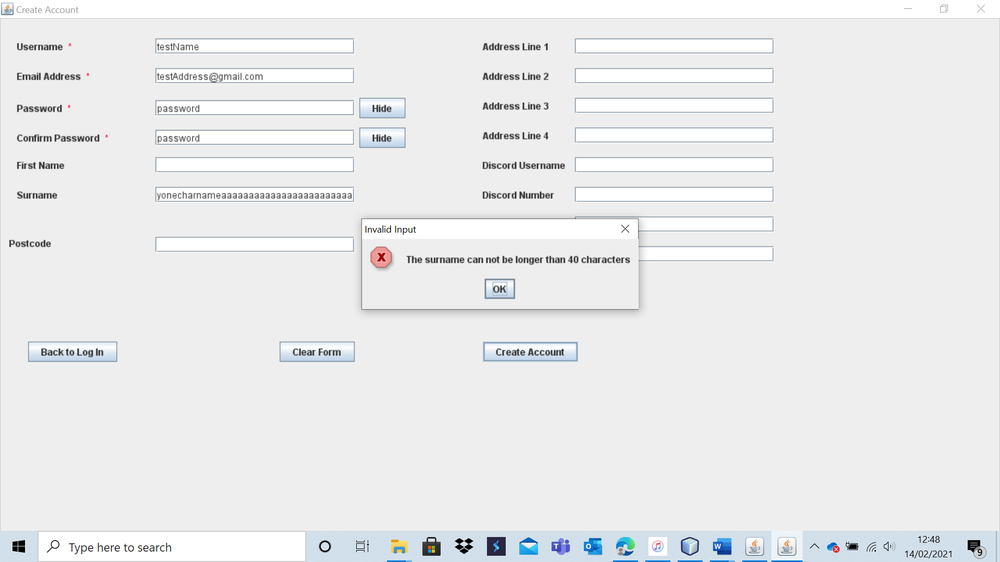 Create Account
Username *
testName
Email Address *
testAddress@gmail.com
Password *
password
Hide
Confirm Password *
password
Hide
First Name
Surname
yonecharnameaaaaaaaaaaaaaaaaaaaaaaaa
Postcode
Address Line 1
Address Line 2
Address Line 3
Address Line 4
Discord Username
Discord Number
Invalid Input
The surname can not be longer than 40 characters
OK
Back to Log In
Clear Form
Create Account
Type here to search
12:48
14/02/2021
9